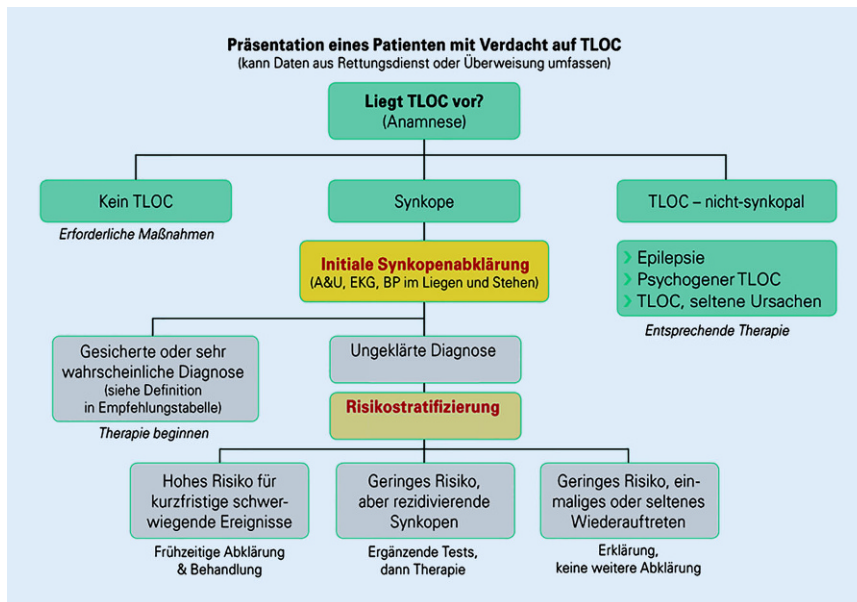 Präsentation eines Patienten mit Verdacht auf TLOC
(kann Daten aus Rettungsdienst oder Überweisung umfassen)
Liegt TLOC vor?
(Anamnese)
Kein TLOC
Erforderliche Maßnahmen
Synkope
TLOC – nicht-synkopal
Epilepsie
Psychogener TLOC
TLOC, seltene Ursachen
Entsprechende Therapie
Initiale Synkopenabklärung
(A&U, EKG, BP im Liegen und Stehen)
Gesicherte oder sehr
wahrscheinliche Diagnose
(siehe Definition
in Empfehlungstabelle)
Therapie beginnen
Ungeklärte Diagnose
Risikostratifizierung
Hohes Risiko für
kurzfristige schwer-
wiegende Ereignisse
Frühzeitige Abklärung
& Behandlung
Geringes Risiko,
aber rezidivierende
Synkopen
Ergänzende Tests,
dann Therapie
Geringes Risiko, ein-
maliges oder seltenes
Wiederauftreten
Erklärung,
keine weitere Abklärung